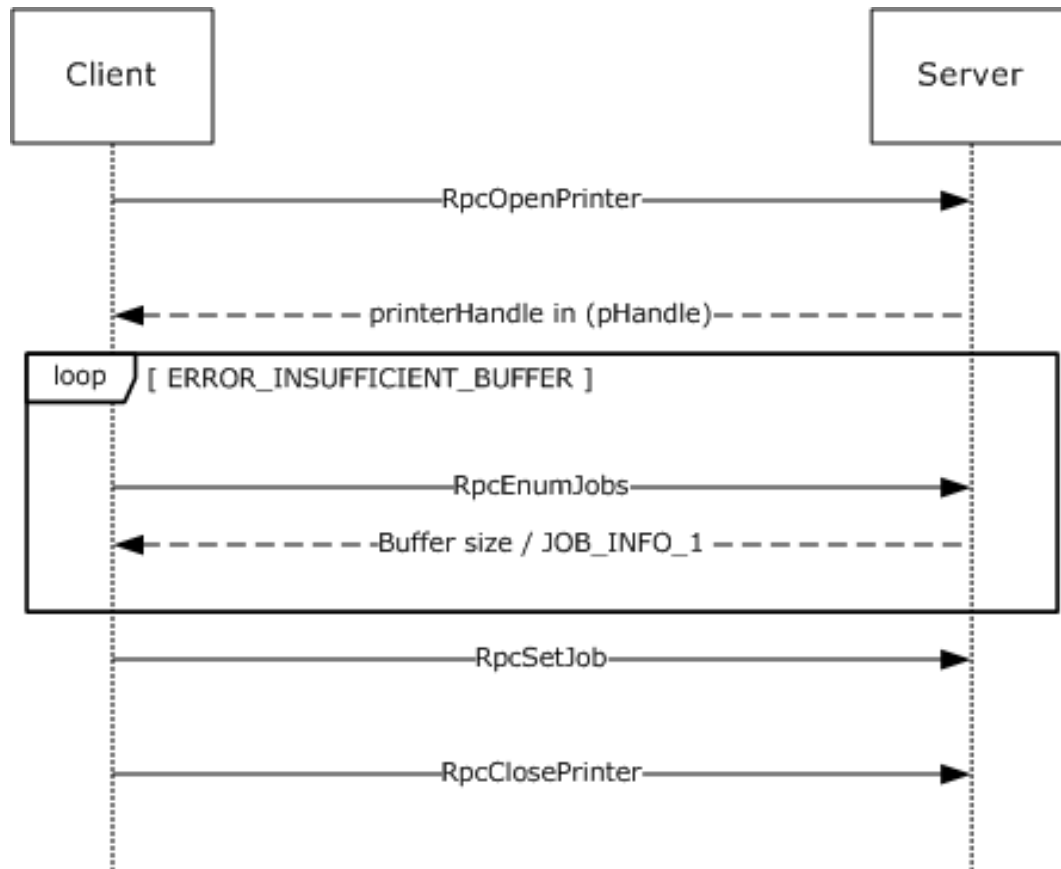 Client
Server
RpcOpenPrinter
printerHandle in (pHandle)
loop
[ ERROR_INSUFFICIENT_BUFFER ]
RpcEnumJobs
Buffer size / JOB_INFO_1
RpcSetJob
RpcClosePrinter